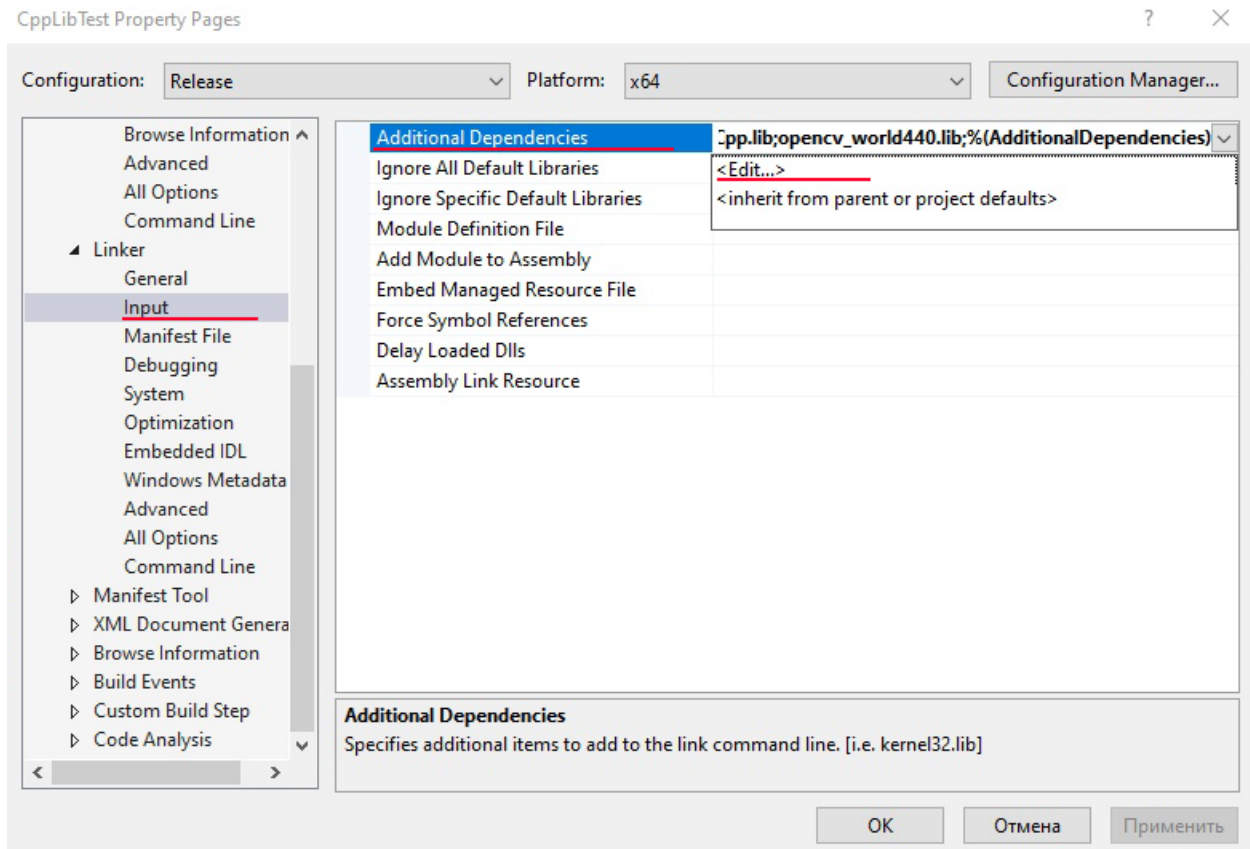 CppLibTest Property Pages
Configuration: Release Platform: x64 Configuration Manager...
Browse Information
Advanced
All Options
Command Line
Linker
General
Input
Manifest File
Debugging
System
Optimization
Embedded IDL
Windows Metadata
Advanced
All Options
Command Line
Manifest Tool
XML Document Genera
Browse Information
Build Events
Custom Build Step
Code Analysis
Additional Dependencies pp.lib;opencv_world440.lib;%(AdditionalDependencies)
Ignore All Default Libraries <Edit...>
Ignore Specific Default Libraries <inherit from parent or project defaults>
Module Definition File
Add Module to Assembly
Embed Managed Resource File
Force Symbol References
Delay Loaded Dlls
Assembly Link Resource
Additional Dependencies
Specifies additional items to add to the link command line. [i.e. kernel32.lib]
OK Отмена Применить